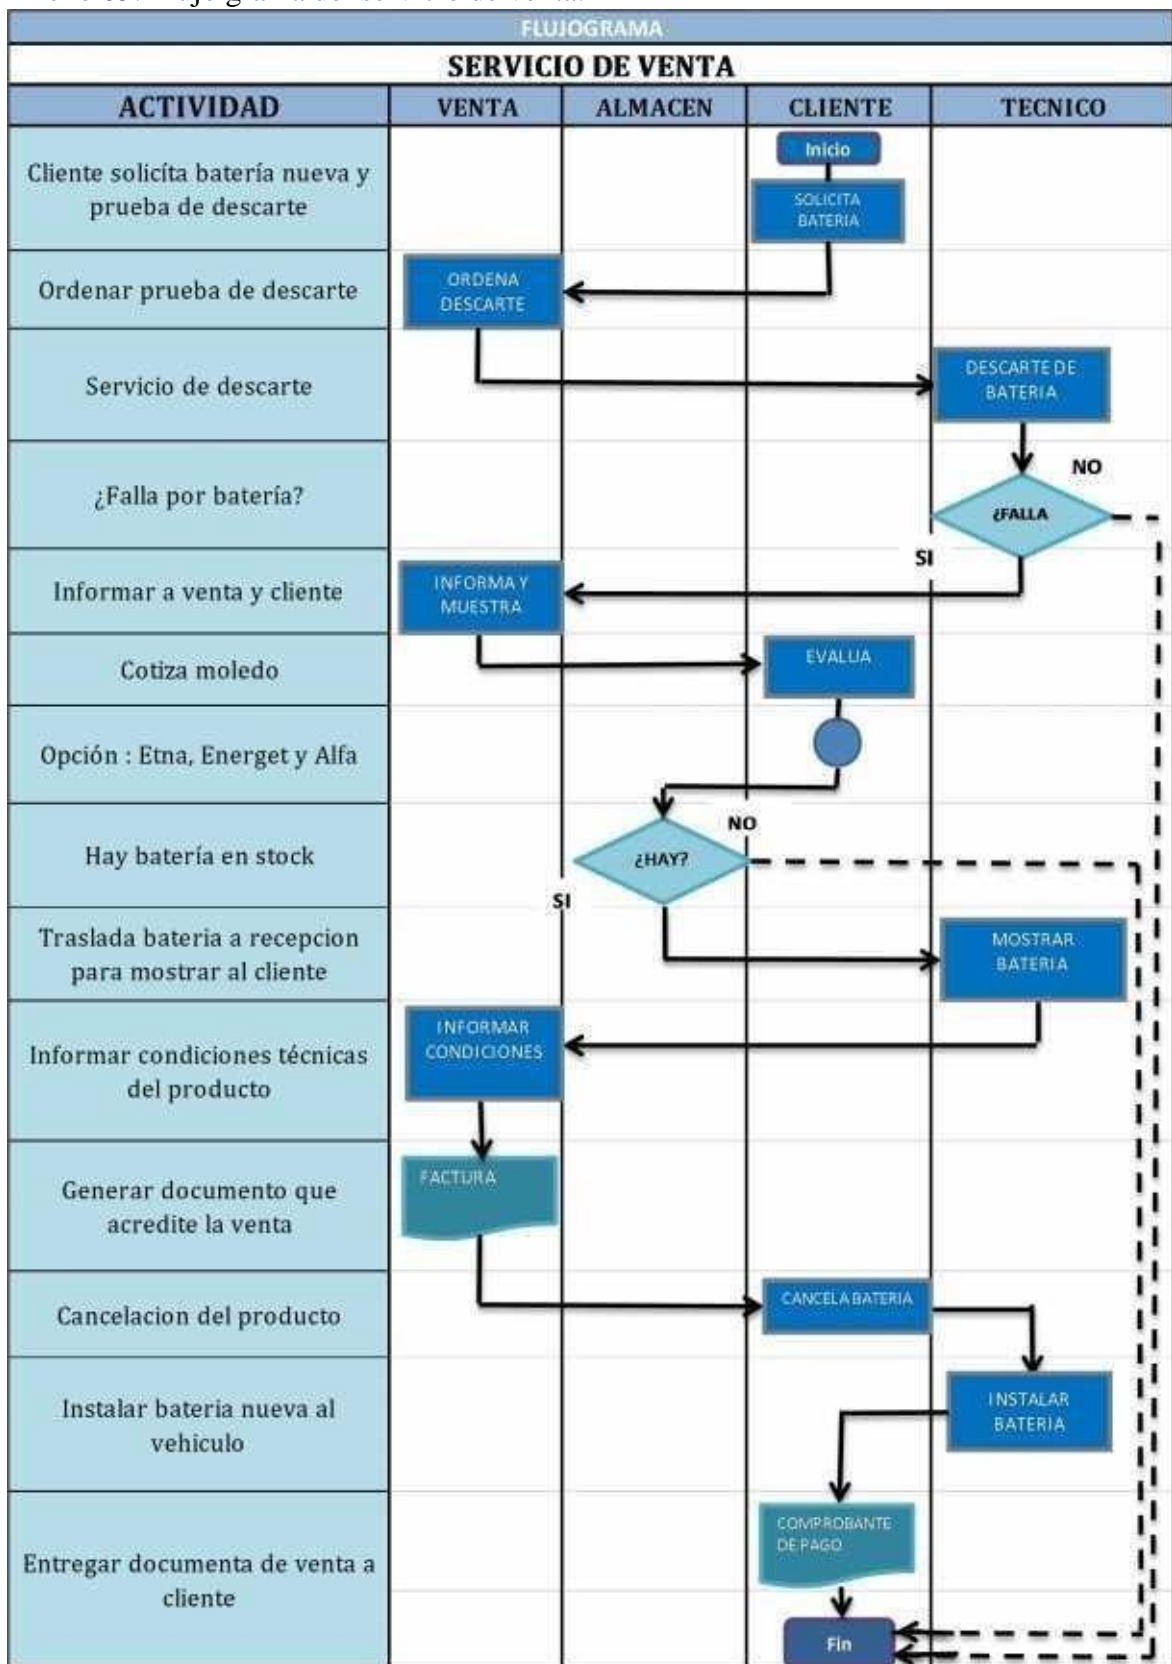 FLUJOGRAMA
SERVICIO DE VENTA
ACTIVIDAD VENTA ALMACEN CLIENTE TECNICO
Inicio
Cliente solicíta batería nueva y
prueba de descarte
SOLICITA
BATERIA
Ordenar prueba de descarte
ORDENA
DESCARTE
Servicio de descarte
DESCARTE DE
BATERIA
¿Falla por batería?
NO
¿FALLA
SI
Informar a venta y cliente
INFORMA Y
MUESTRA
Cotiza moledo
EVALUA
Opción : Etna, Energet y Alfa
Hay batería en stock
NO
¿HAY?
SI
Traslada bateria a recepcion
para mostrar al cliente
MOSTRAR
BATERIA
Informar condiciones técnicas
del producto
INFORMAR
CONDICIONES
Generar documento que
acredite la venta
FACTURA
Cancelacion del producto
CANCELA BATERIA
Instalar bateria nueva al
vehiculo
INSTALAR
BATERIA
Entregar documenta de venta a
cliente
COMPROBANTE
DE PAGO
Fin